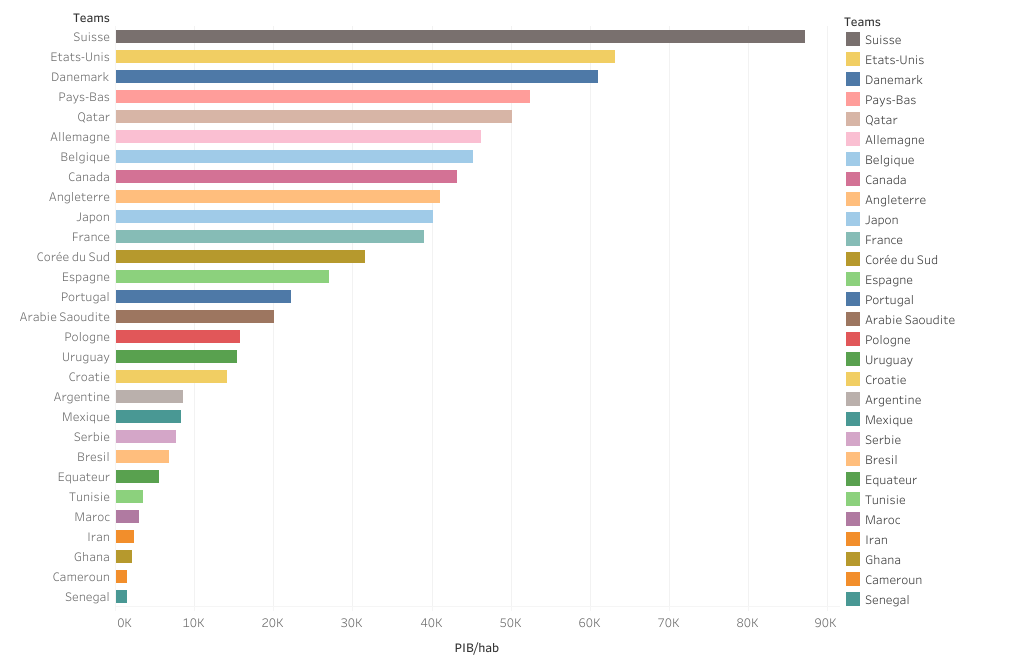 Teams
Suisse
Etats-Unis
Danemark
Pays-Bas
Qatar
Allemagne
Belgique
Canada
Angleterre
Japon
France
Corée du Sud
Espagne
Portugal
Arabie Saoudite
Pologne
Uruguay
Croatie
Argentine
Mexique
Serbie
Bresil
Equateur
Tunisie
Maroc
Iran
Ghana
Cameroun
Senegal
0K 10K 20K 30K 40K 50K 60K 70K 80K 90K
PIB/hab
Teams
Suisse
Etats-Unis
Danemark
Pays-Bas
Qatar
Allemagne
Belgique
Canada
Angleterre
Japon
France
Corée du Sud
Espagne
Portugal
Arabie Saoudite
Pologne
Uruguay
Croatie
Argentine
Mexique
Serbie
Bresil
Equateur
Tunisie
Maroc
Iran
Ghana
Cameroun
Senegal